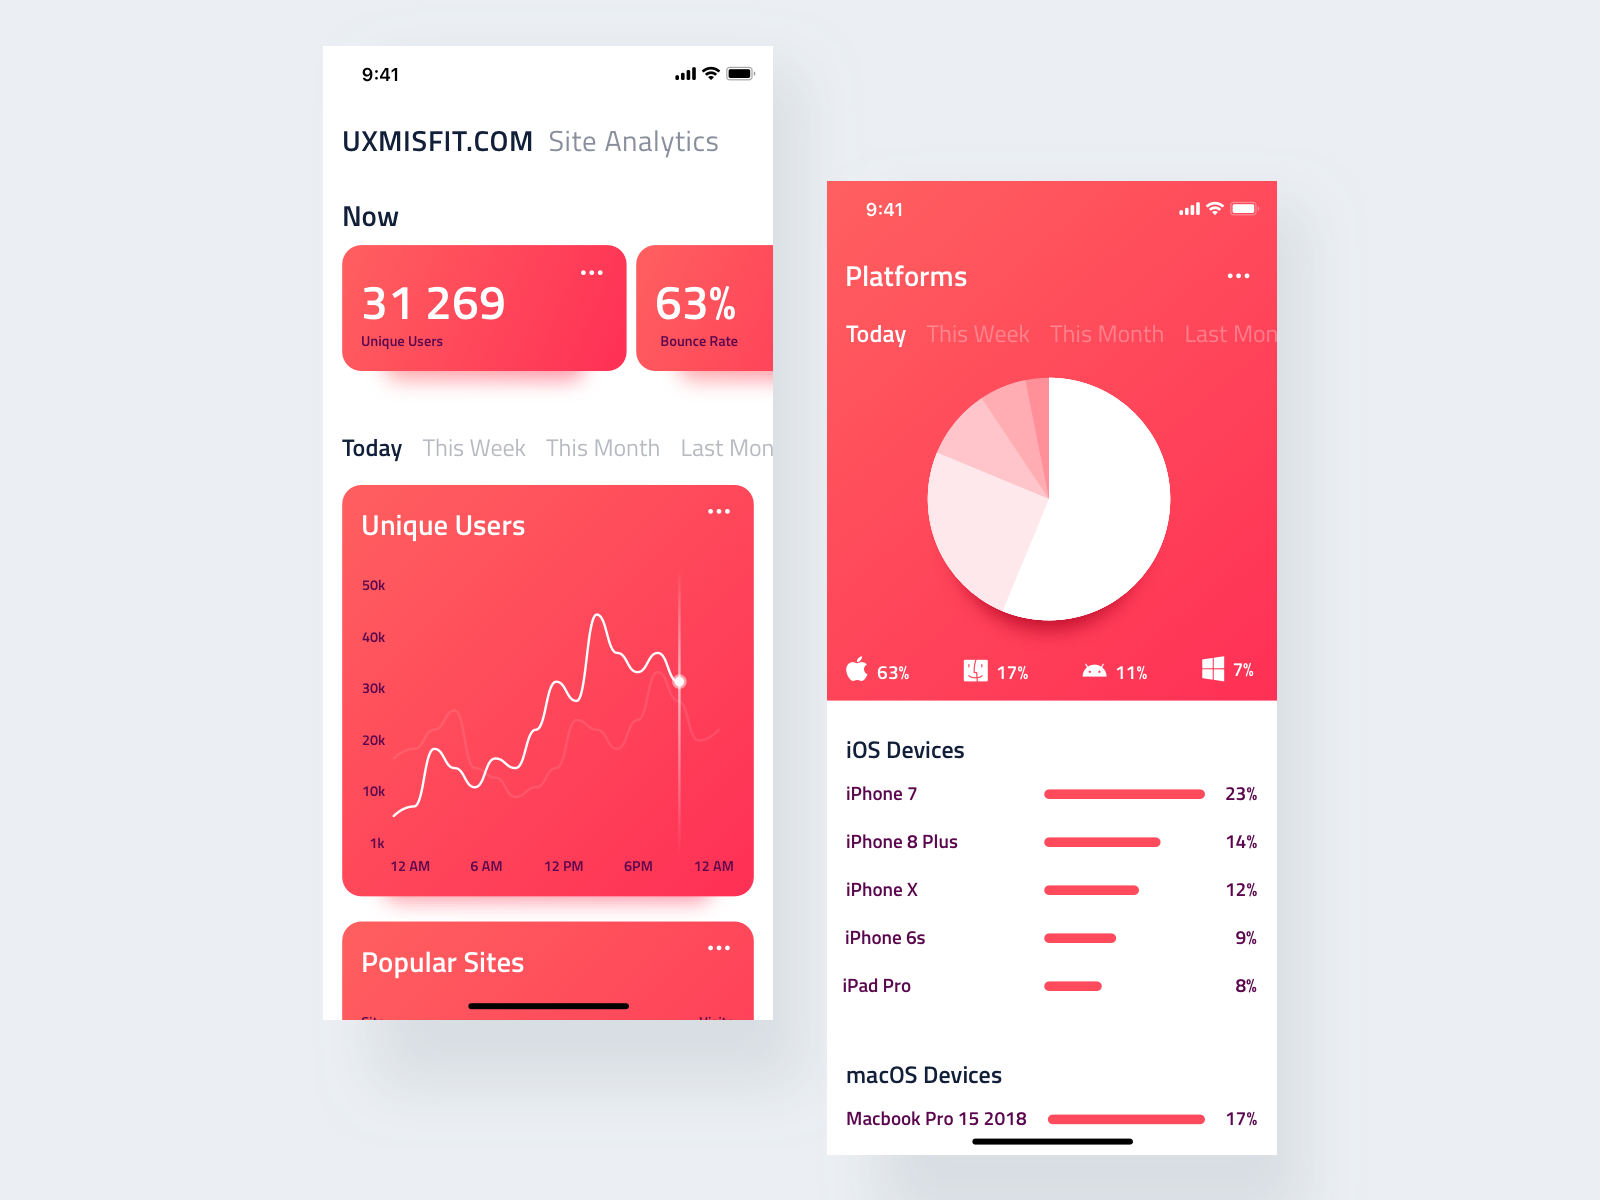 9:41
UXMISFIT.COM Site Analytics
Now
31 269
Unique Users
63%
Bounce Rate
Today This Week This Month Last Mon
Unique Users
50k
40k
30k
20k
10k
1k
12 AM 6 AM 12 PM 6PM 12 AM
Popular Sites
9:41
Platforms
Today This Week This Month Last Mon
63% 17% 11% 7%
iOS Devices
iPhone 7 23%
iPhone 8 Plus 14%
iPhone X 12%
iPhone 6s 9%
iPad Pro 8%
macOS Devices
Macbook Pro 15 2018 17%